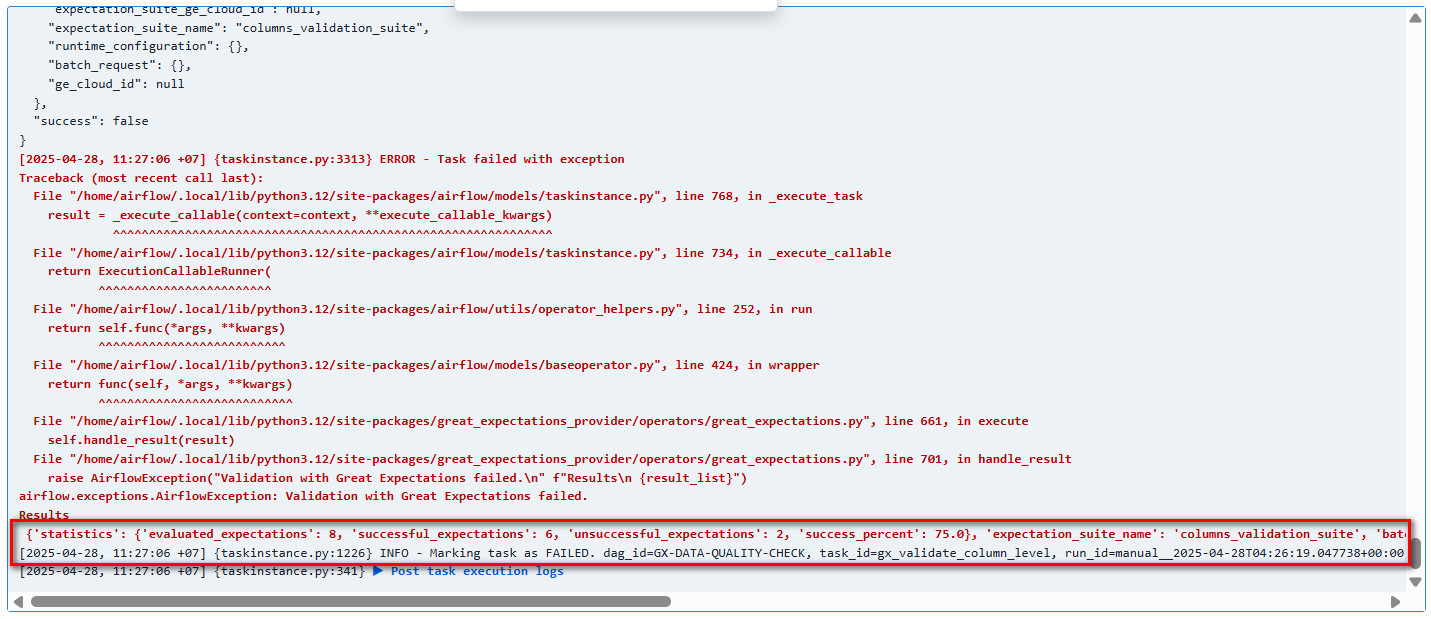 "expectation_suite_ge_cloud_id": null,
"expectation_suite_name": "columns_validation_suite",
"runtime_configuration": {},
"batch_request": {},
"ge_cloud_id": null
},
"success": false
}
[2025-04-28, 11:27:06 +07] {taskinstance.py:3313} ERROR - Task failed with exception
Traceback (most recent call last):
File "/home/airflow/.local/lib/python3.12/site-packages/airflow/models/taskinstance.py", line 768, in _execute_task
result = _execute_callable(context=context, **execute_callable_kwargs)
^^^^^^^^^^^^^^^^^^^^^^^^^^^^^^^^^^^^^^^^^^^^^^^^^^^^^^^^^^^^^
File "/home/airflow/.local/lib/python3.12/site-packages/airflow/models/taskinstance.py", line 734, in _execute_callable
return ExecutionCallableRunner(
^^^^^^^^^^^^^^^^^^^^^^^^
File "/home/airflow/.local/lib/python3.12/site-packages/airflow/utils/operator_helpers.py", line 252, in run
return self.func(*args, **kwargs)
^^^^^^^^^^^^^^^^^^^^^^^^^^
File "/home/airflow/.local/lib/python3.12/site-packages/airflow/models/baseoperator.py", line 424, in wrapper
return func(self, *args, **kwargs)
^^^^^^^^^^^^^^^^^^^^^^^^^^^
File "/home/airflow/.local/lib/python3.12/site-packages/great_expectations_provider/operators/great_expectations.py", line 661, in execute
self.handle_result(result)
File "/home/airflow/.local/lib/python3.12/site-packages/great_expectations_provider/operators/great_expectations.py", line 701, in handle_result
raise AirflowException("Validation with Great Expectations failed.\n" f"Results\n {result_list}")
airflow.exceptions.AirflowException: Validation with Great Expectations failed.
Results
{'statistics': {'evaluated_expectations': 8, 'successful_expectations': 6, 'unsuccessful_expectations': 2, 'success_percent': 75.0}, 'expectation_suite_name': 'columns_validation_suite', 'bat
[2025-04-28, 11:27:06 +07] {taskinstance.py:1226} INFO - Marking task as FAILED. dag_id=GX-DATA-QUALITY-CHECK, task_id=gx_validate_column_level, run_id=manual__2025-04-28T04:26:19.047738+00:00
[2025-04-28, 11:27:06 +07] {taskinstance.py:341} ▶ Post task execution logs